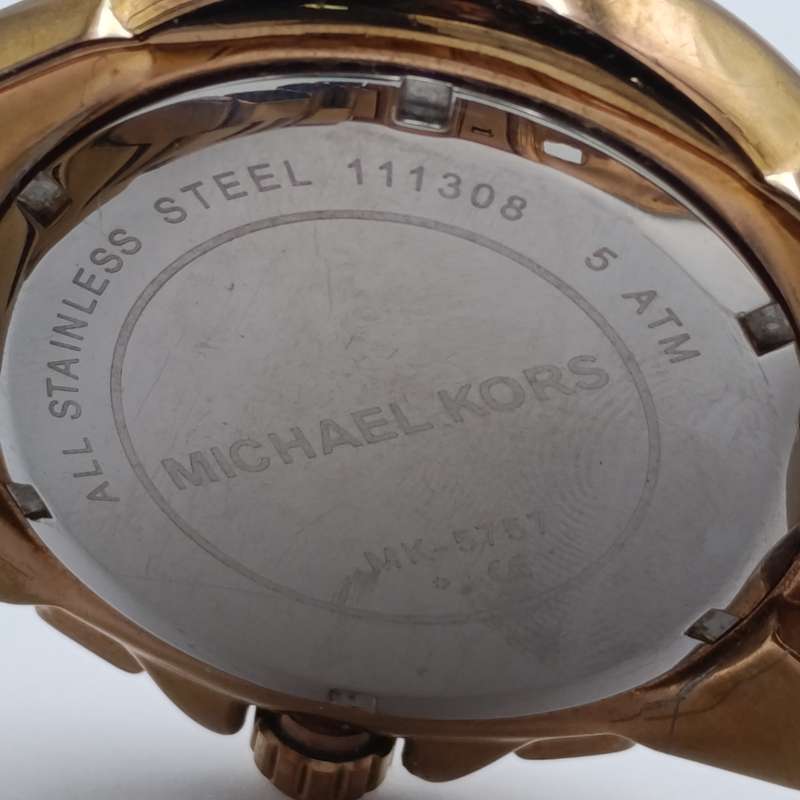 ALL STAINLESS STEEL 111308 5 ATM
MICHAEL KORS
MK-5757